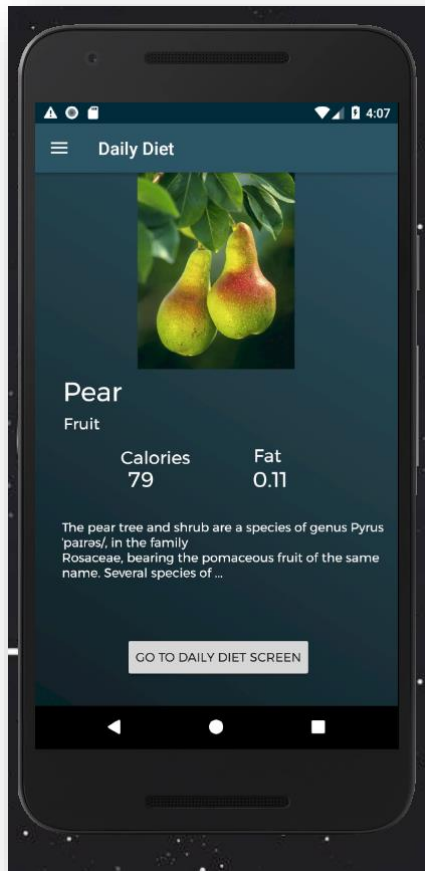 4:07
Daily Diet
Pear
Fruit
Calories
Fat
79
0.11
The pear tree and shrub are a species of genus Pyrus
'paɪrəs/, in the family
Rosaceae, bearing the pomaceous fruit of the same
name. Several species of ...
GO TO DAILY DIET SCREEN